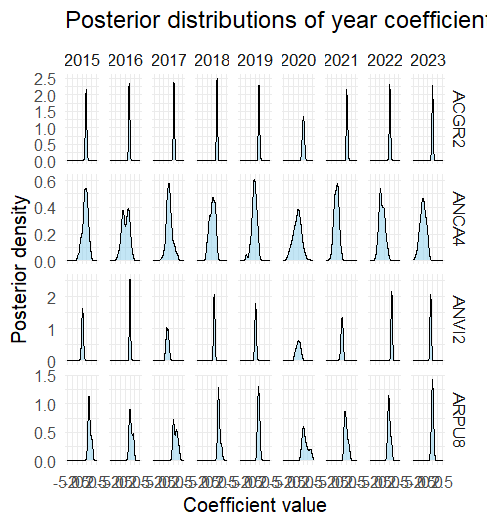 Posterior distributions of year coefficient
2015 2016 2017 2018 2019 2020 2021 2022 2023
2.5
2.0
1.5
1.0
0.5
0.0
ACGR2
0.6
0.4
0.2
0.0
ANCA4
2
1
0
ANVI2
1.5
1.0
0.5
0.0
ARPU8
Posterior density
Coefficient value